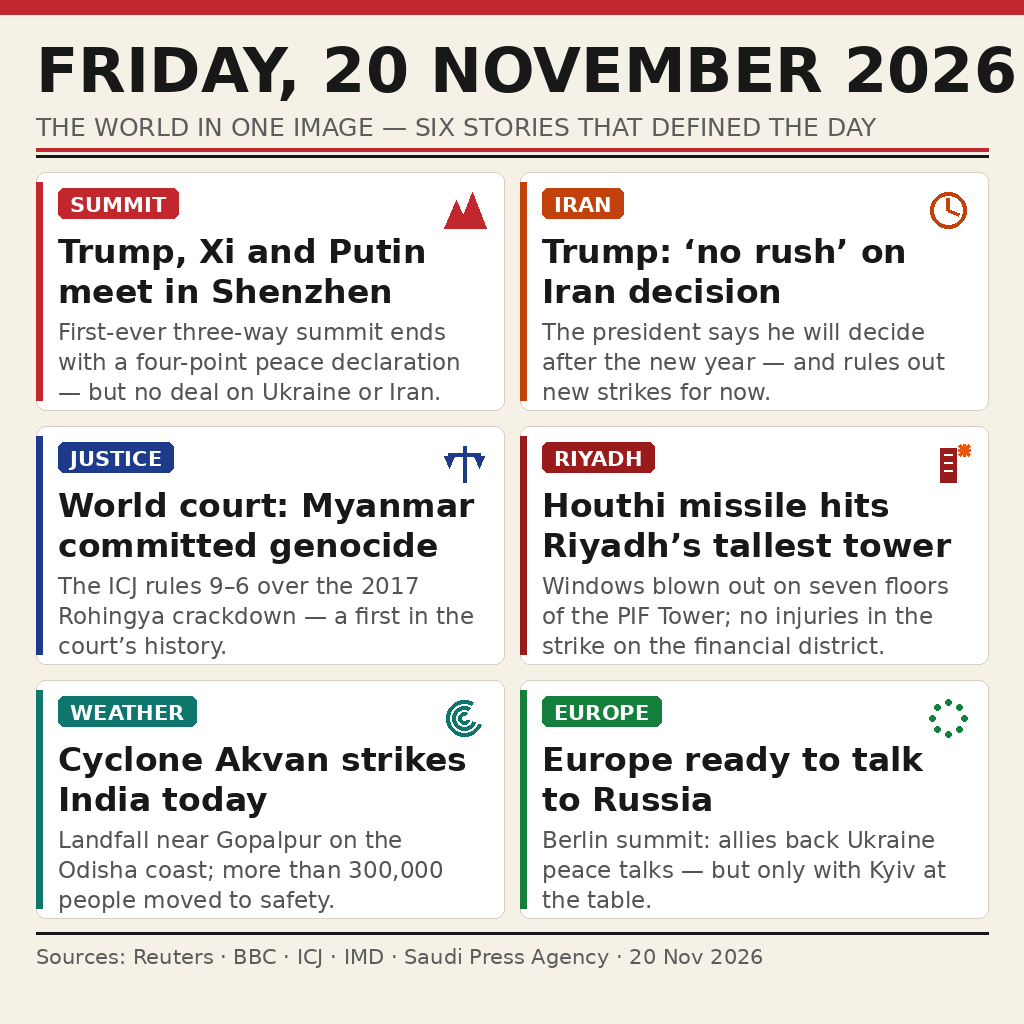 FRIDAY, 20 NOVEMBER 2026
THE WORLD IN ONE IMAGE — SIX STORIES THAT DEFINED THE DAY
SUMMIT
Trump, Xi and Putin
meet in Shenzhen
First-ever three-way summit ends
with a four-point peace declaration
— but no deal on Ukraine or Iran.
IRAN
Trump: ‘no rush’ on
Iran decision
The president says he will decide
after the new year — and rules out
new strikes for now.
JUSTICE
World court: Myanmar
committed genocide
The ICJ rules 9–6 over the 2017
Rohingya crackdown — a first in the
court’s history.
RIYADH
Houthi missile hits
Riyadh’s tallest tower
Windows blown out on seven floors
of the PIF Tower; no injuries in the
strike on the financial district.
WEATHER
Cyclone Akvan strikes
India today
Landfall near Gopalpur on the
Odisha coast; more than 300,000
people moved to safety.
EUROPE
Europe ready to talk
to Russia
Berlin summit: allies back Ukraine
peace talks — but only with Kyiv at
the table.
Sources: Reuters · BBC · ICJ · IMD · Saudi Press Agency · 20 Nov 2026